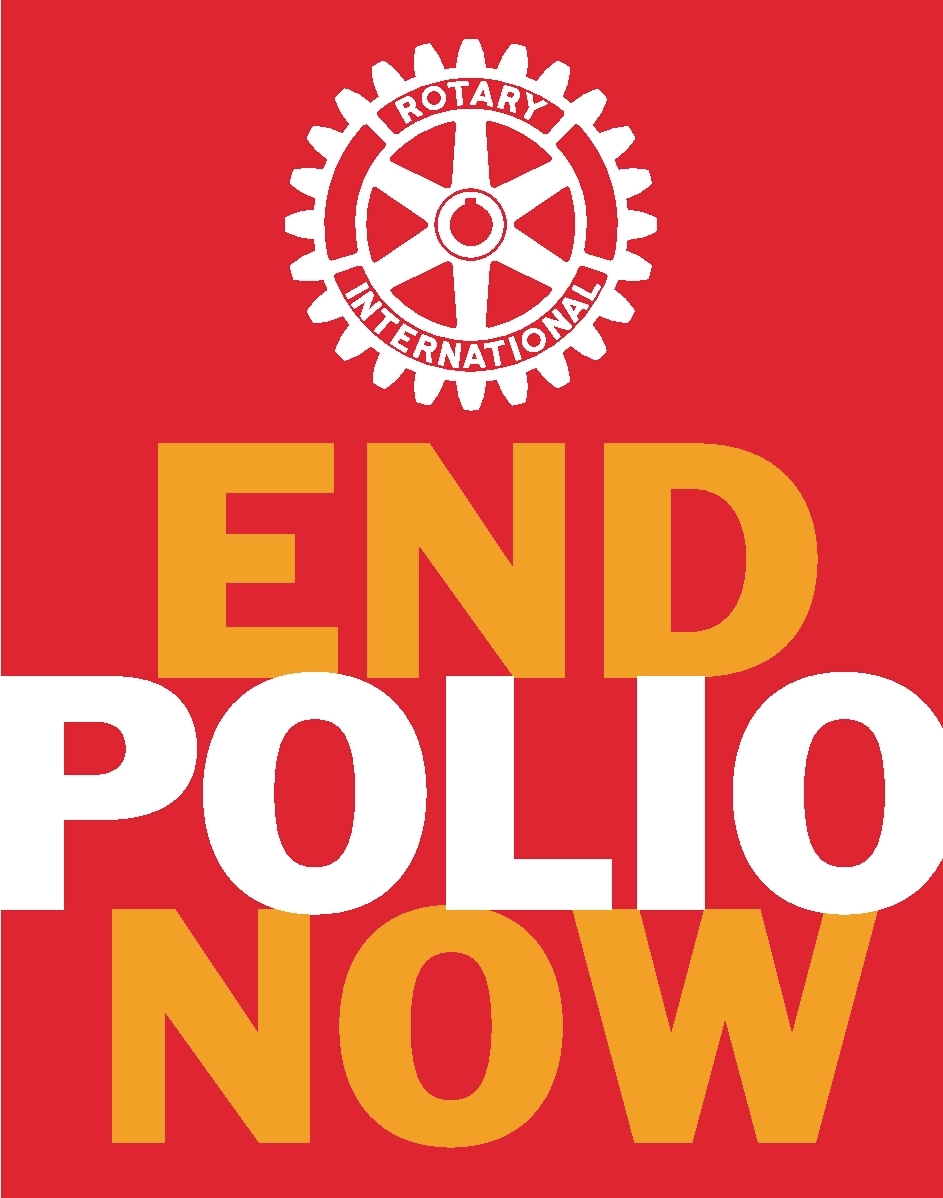 ROTARY
INTERNATIONAL
END
POLIO
NOW